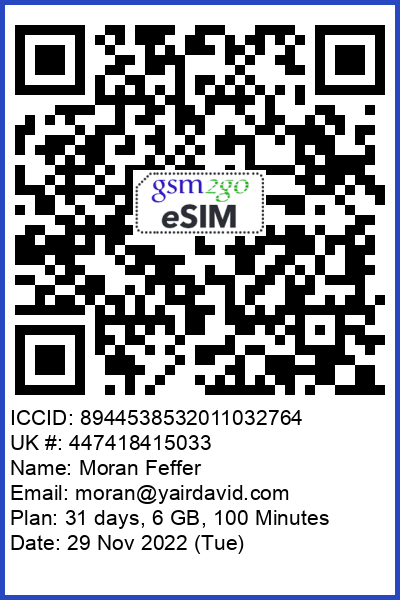 gsm2go
eSIM
ICCID: 8944538532011032764
UK #: 447418415033
Name: Moran Feffer
Email: moran@yairdavid.com
Plan: 31 days, 6 GB, 100 Minutes
Date: 29 Nov 2022 (Tue)